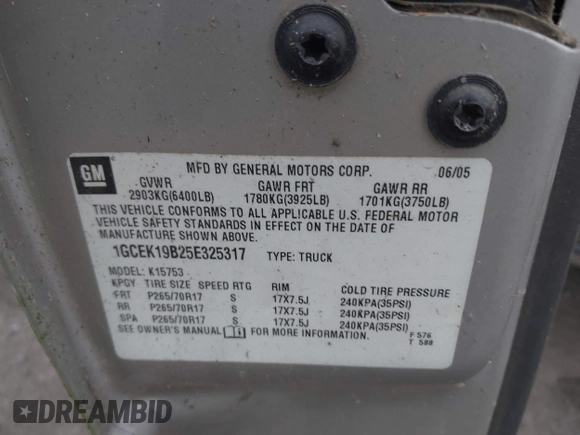 GM
MFD BY GENERAL MOTORS CORP. 06/05
GVWR GAWR FRT GAWR RR
2903KG(6400LB) 1780KG(3925LB) 1701KG(3750LB)
THIS VEHICLE CONFORMS TO ALL APPLICABLE U.S. FEDERAL MOTOR
VEHICLE SAFETY STANDARDS IN EFFECT ON THE DATE OF
MANUFACTURE SHOWN ABOVE.
1GCEK19B25E325317 TYPE: TRUCK
MODEL: K15753
KPGY TIRE SIZE SPEED RTG RIM COLD TIRE PRESSURE
FRT P265/70R17 S 17X7.5J 240KPA(35PSI)
RR P265/70R17 S 17X7.5J 240KPA(35PSI)
SPA P265/70R17 S 17X7.5J 240KPA(35PSI)
SEE OWNER'S MANUAL FOR MORE INFORMATION. F 576
T 588
DREAMBID